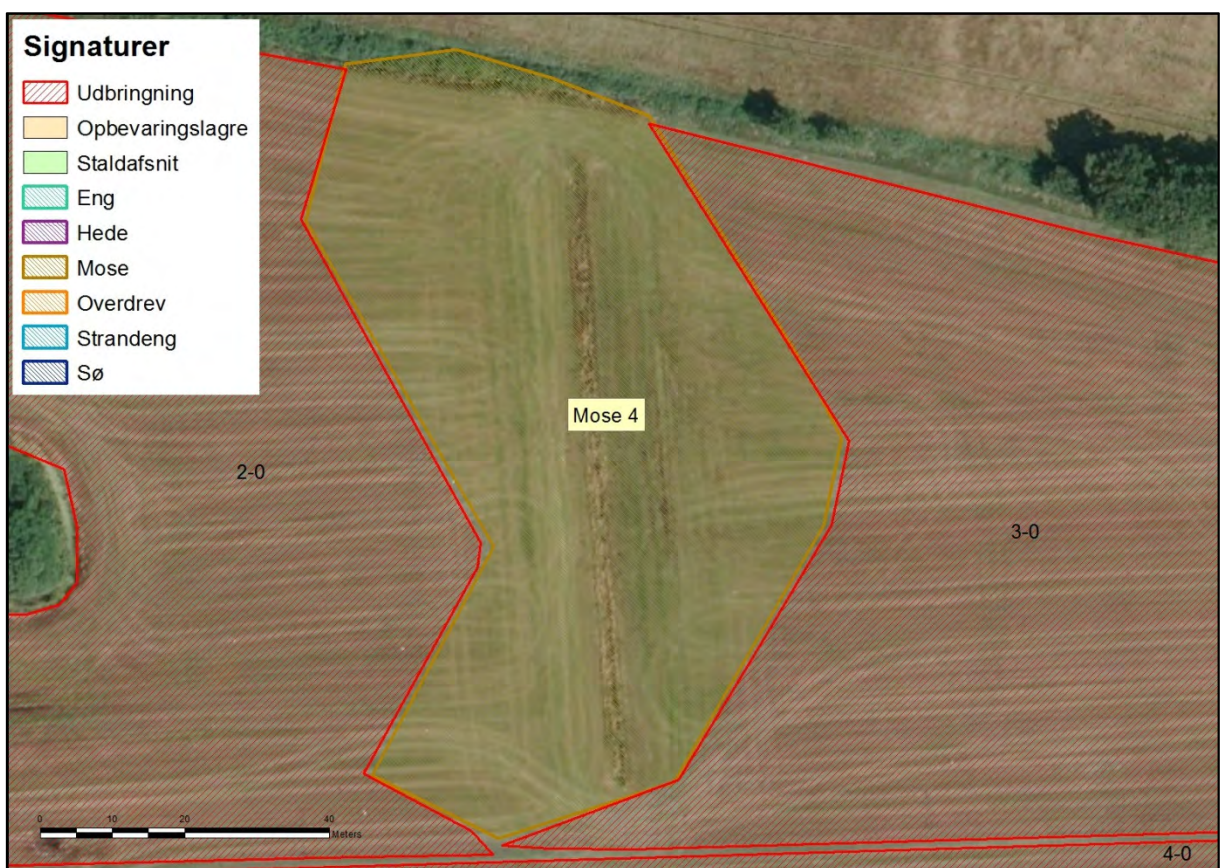 Signaturer
Udbringning
Opbevaringslagre
Staldafsnit
Eng
Hede
Mose
Overdrev
Strandeng
Sø
Mose 4
2-0
3-0
0 10 20 40
Meters
4-0